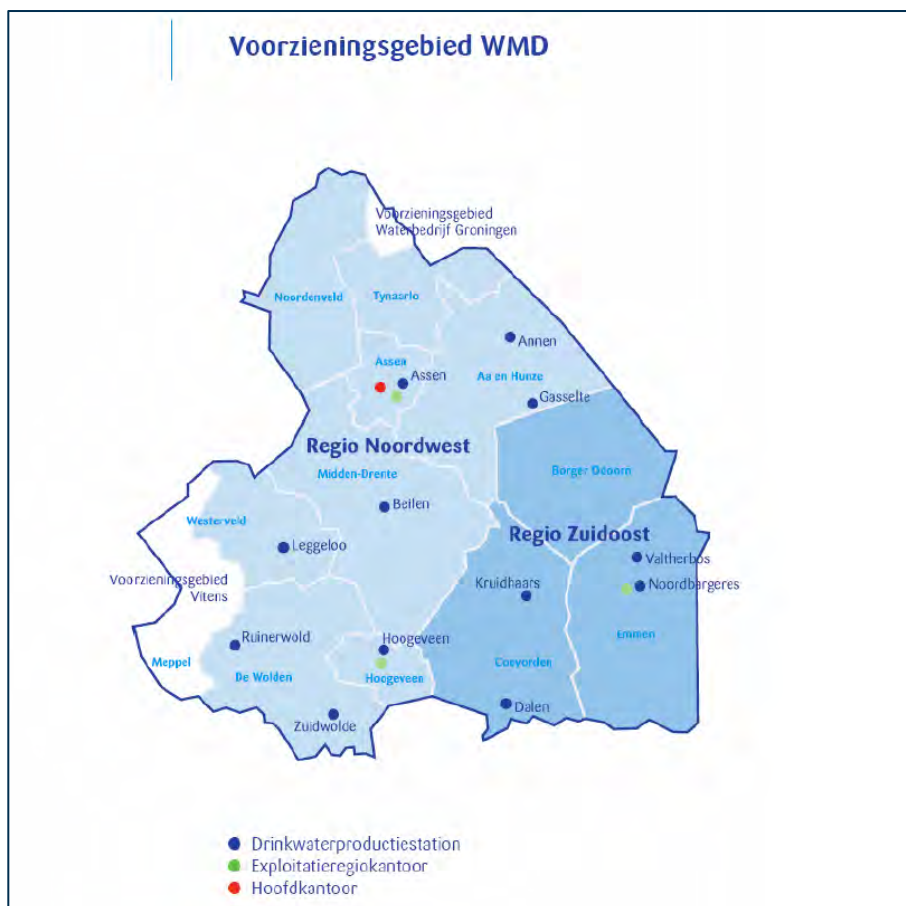 Voorzieningsgebied WMD
Voorzieningsgebied
Waterbedrijf Groningen
Noordenveld
Tynaarlo
Annen
Assen
Assen
Aa en Hunze
Gasselte
Regio Noordwest
Midden-Drente
Borger Odoorn
Westerveld
Beilen
Regio Zuidoost
Leggeloo
Valtherbos
Voorzieningsgebied
Vitens
Kruidhaars
Noordbargeres
Ruinerwold
Hoogeveen
Emmen
Meppel
De Wolden
Hoogeveen
Coevorden
Zuidwolde
Dalen
Drinkwaterproductiestation
Exploitatieregiokantoor
Hoofdkantoor